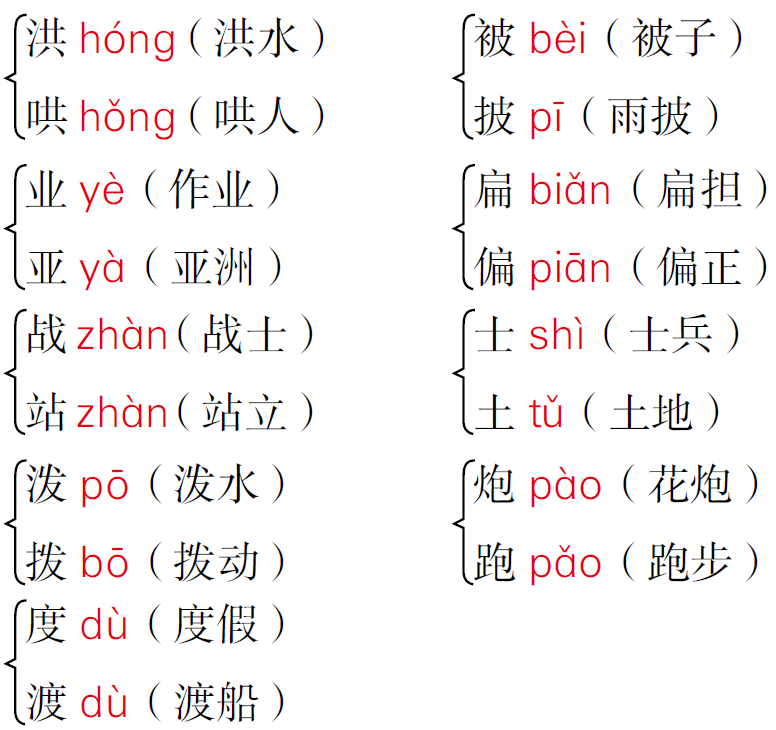 洪 hóng（洪水）
哄 hǒng（哄人）
被 bèi（被子）
披 pī（雨披）
业 yè（作业）
亚 yà（亚洲）
扁 biǎn（扁担）
偏 piān（偏正）
战 zhàn（战士）
站 zhàn（站立）
士 shì（士兵）
土 tǔ（土地）
泼 pō（泼水）
拨 bō（拨动）
炮 pào（花炮）
跑 pǎo（跑步）
度 dù（度假）
渡 dù（渡船）